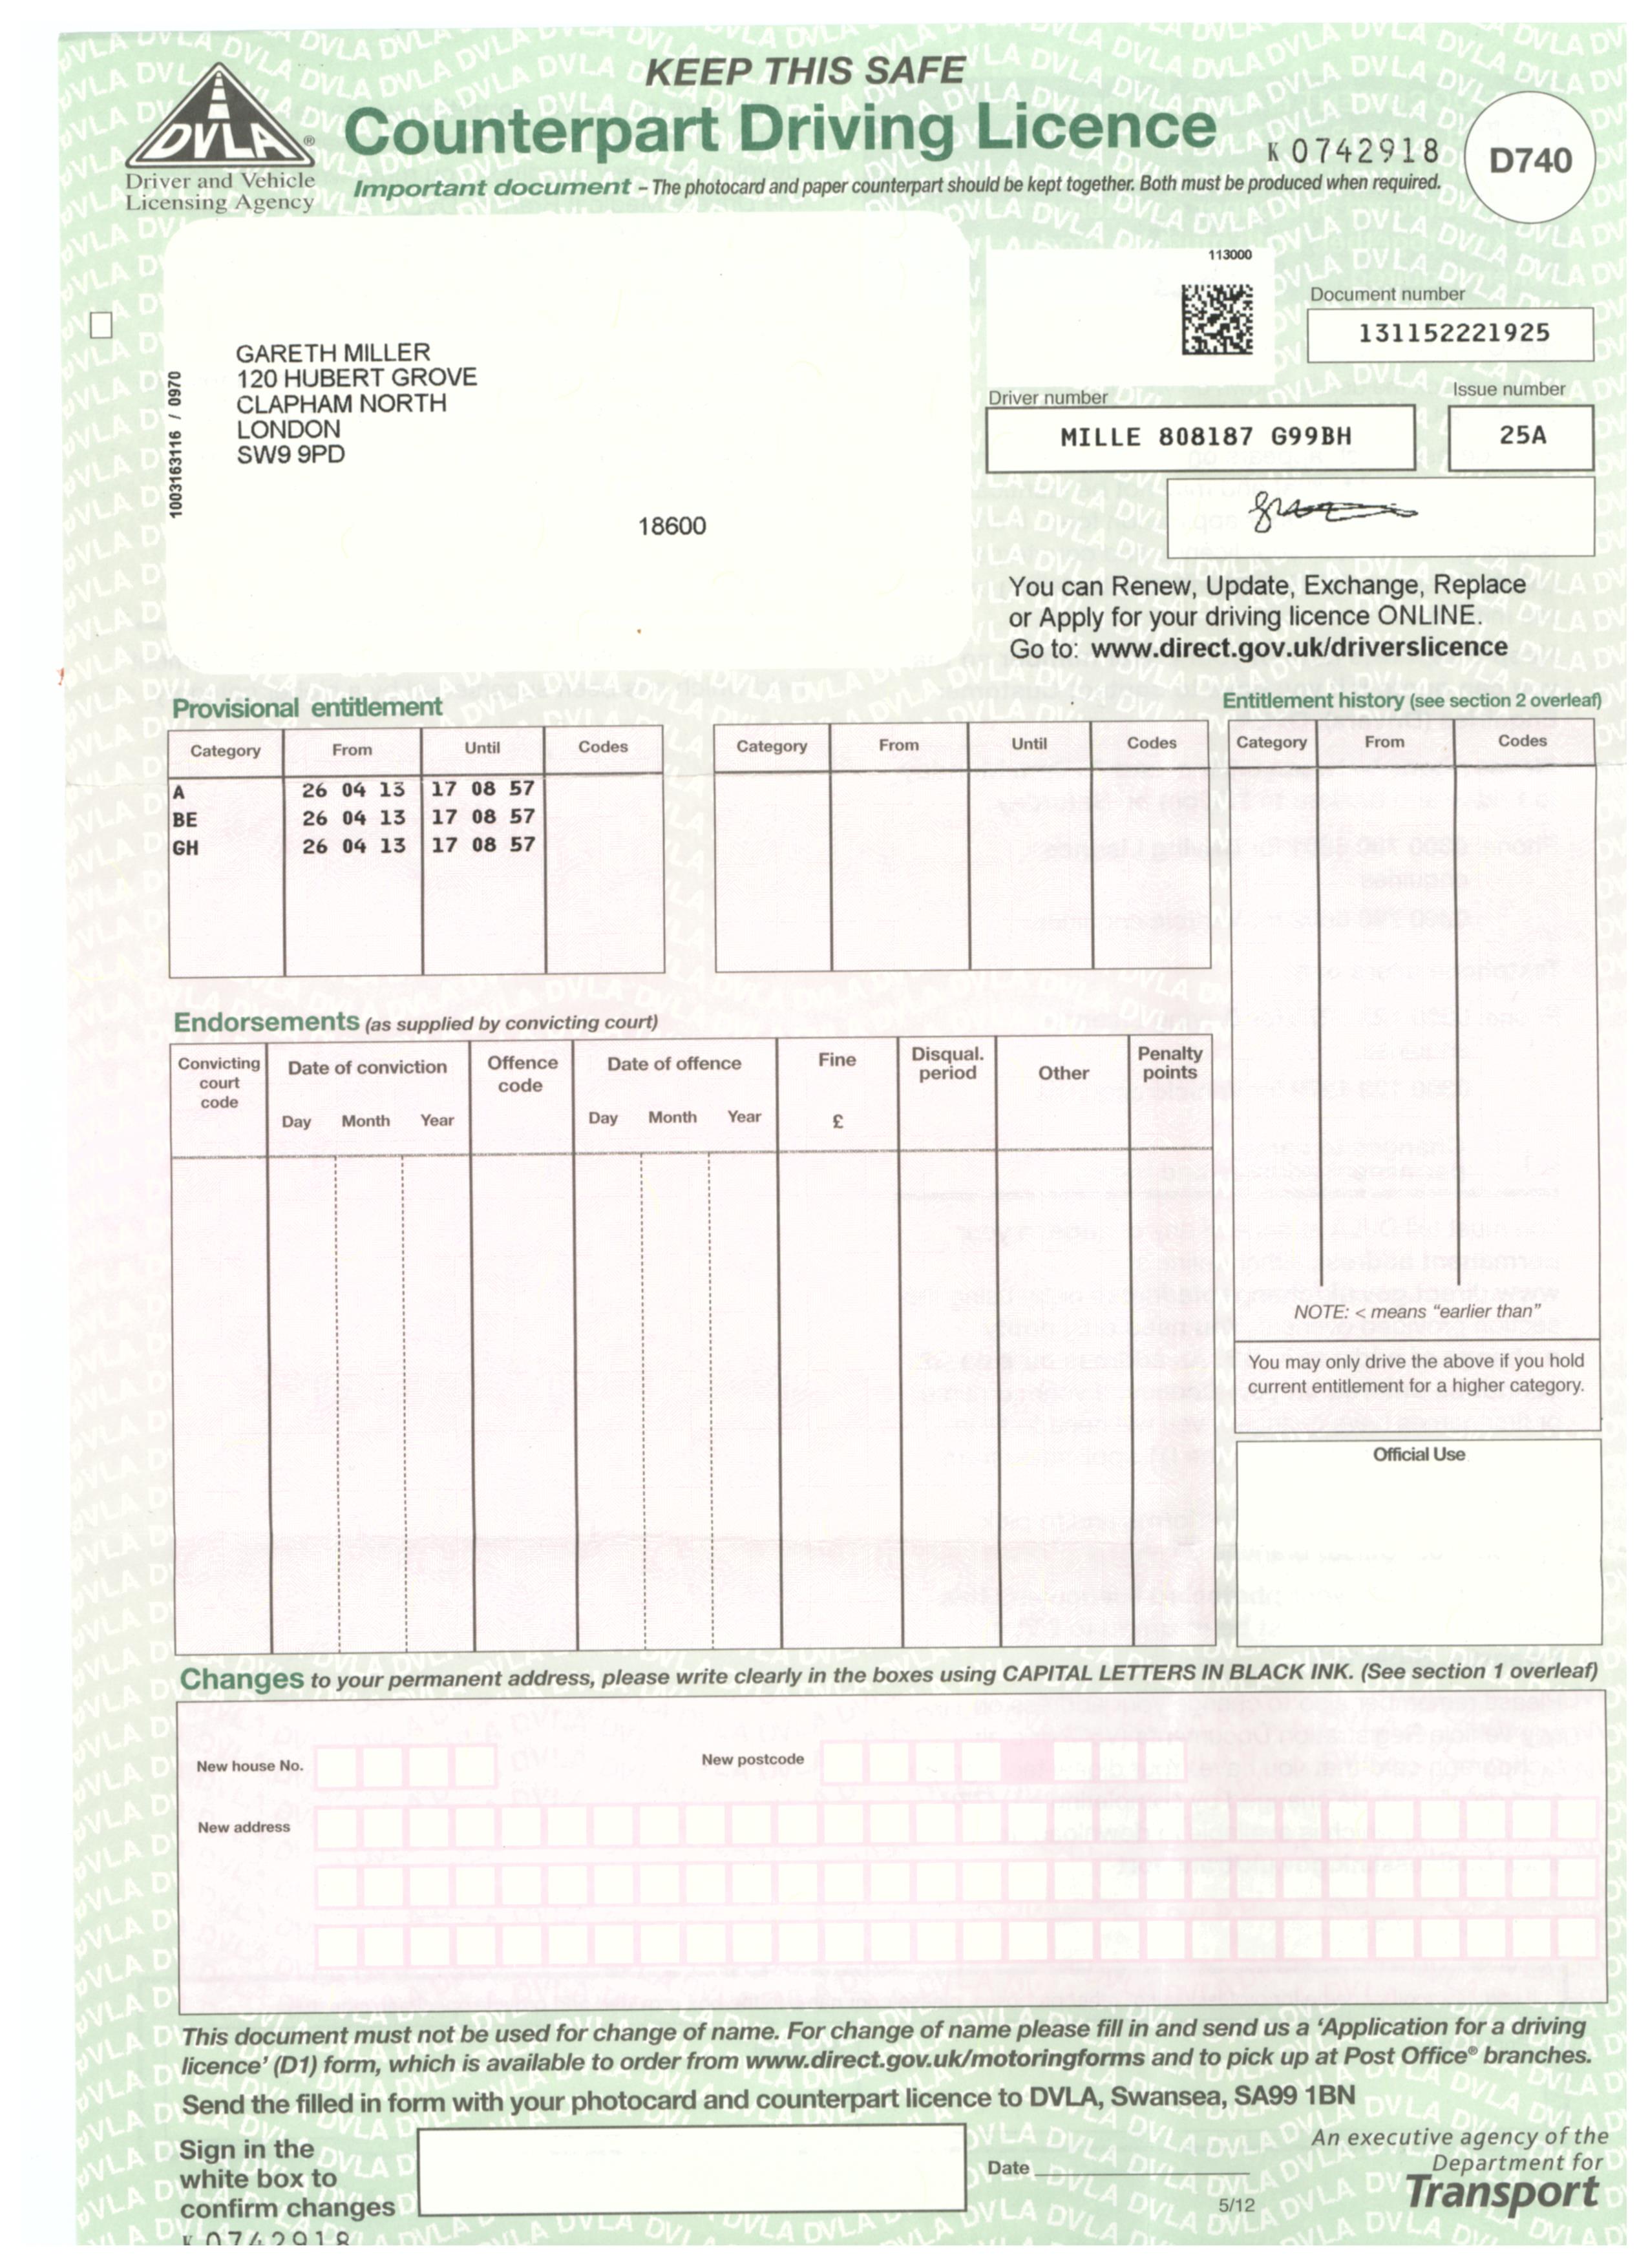 KEEP THIS SAFE
DVLA®
Driver and Vehicle
Licensing Agency
Counterpart Driving Licence
K 0742918
D740
Important document – The photocard and paper counterpart should be kept together. Both must be produced when required.
113000
Document number
131152221925
1003163116 / 0970
GARETH MILLER
120 HUBERT GROVE
CLAPHAM NORTH
LONDON
SW9 9PD
18600
Driver number
MILLE 808187 G99BH
Issue number
25A
You can Renew, Update, Exchange, Replace
or Apply for your driving licence ONLINE.
Go to: www.direct.gov.uk/driverslicence
Provisional entitlement
Category From Until Codes
A 26 04 13 17 08 57
BE 26 04 13 17 08 57
GH 26 04 13 17 08 57
Category From Until Codes
Entitlement history (see section 2 overleaf)
Category From Codes
NOTE: < means “earlier than”
You may only drive the above if you hold
current entitlement for a higher category.
Official Use
Endorsements (as supplied by convicting court)
Convicting
court
code
Date of conviction
Day Month Year
Offence
code
Date of offence
Day Month Year
Fine
£
Disqual.
period
Other
Penalty
points
Changes to your permanent address, please write clearly in the boxes using CAPITAL LETTERS IN BLACK INK. (See section 1 overleaf)
New house No.
New postcode
New address
This document must not be used for change of name. For change of name please fill in and send us a ‘Application for a driving
licence’ (D1) form, which is available to order from www.direct.gov.uk/motoringforms and to pick up at Post Office® branches.
Send the filled in form with your photocard and counterpart licence to DVLA, Swansea, SA99 1BN
Sign in the
white box to
confirm changes
Date
5/12
An executive agency of the
Department for
Transport
K 0742918